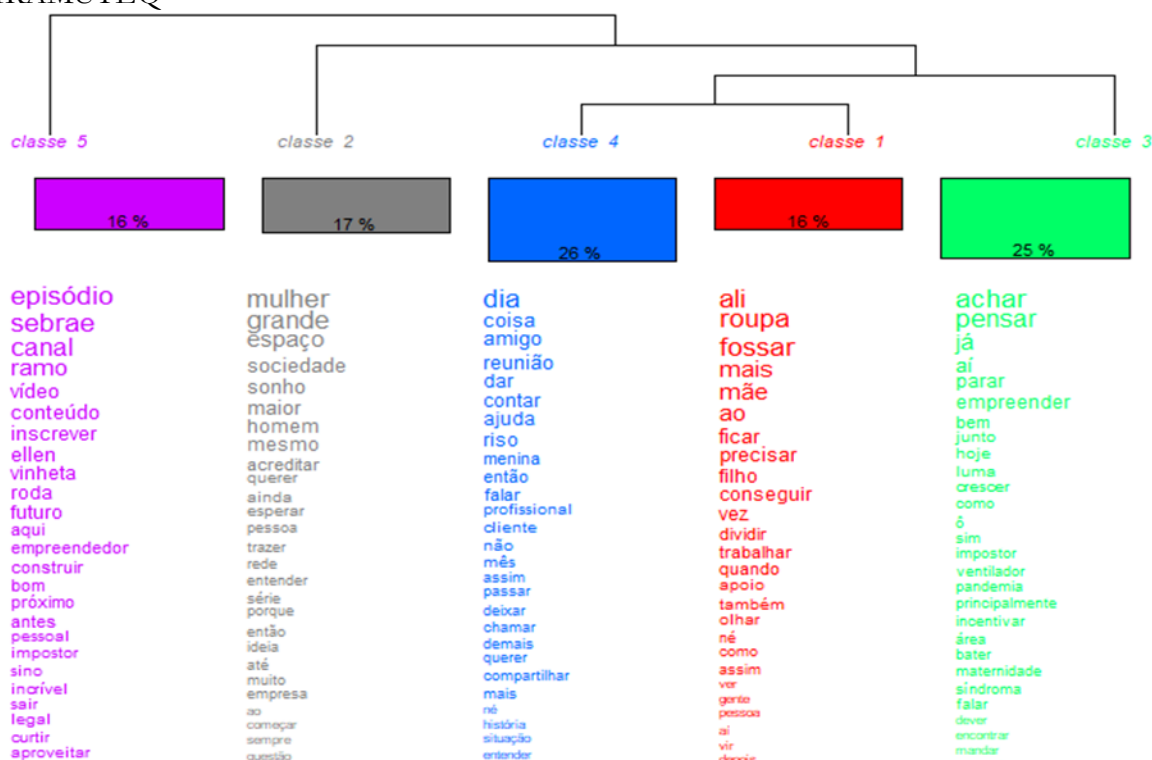 IRAMUTEQ
classe 5
classe 2
classe 4
classe 1
classe 3
16 %
17 %
26 %
16 %
25 %
episódio
sebrae
canal
ramo
vídeo
conteúdo
inscrever
ellen
vinheta
roda
futuro
aqui
empreendedor
construir
bom
próximo
antes
pessoal
impostor
sino
incrível
sair
legal
curtir
aproveitar
mulher
grande
espaço
sociedade
sonho
maior
homem
mesmo
acreditar
querer
ainda
esperar
pessoa
trazer
rede
entender
série
porque
então
ideia
até
muito
empresa
ao
começar
sempre
questão
dia
coisa
amigo
reunião
dar
contar
ajuda
riso
menina
então
falar
profissional
cliente
não
mês
assim
passar
deixar
chamar
demais
querer
compartilhar
mais
né
história
situação
entender
ali
roupa
fossar
mais
mãe
ao
ficar
precisar
filho
conseguir
vez
dividir
trabalhar
quando
apoio
também
olhar
né
como
assim
ver
gente
pessoa
aí
vir
depois
achar
pensar
já
aí
parar
empreender
bem
junto
hoje
luma
crescer
como
ô
sim
impostor
ventilador
pandemia
principalmente
incentivar
área
bater
maternidade
síndroma
falar
dever
encontrar
mandar